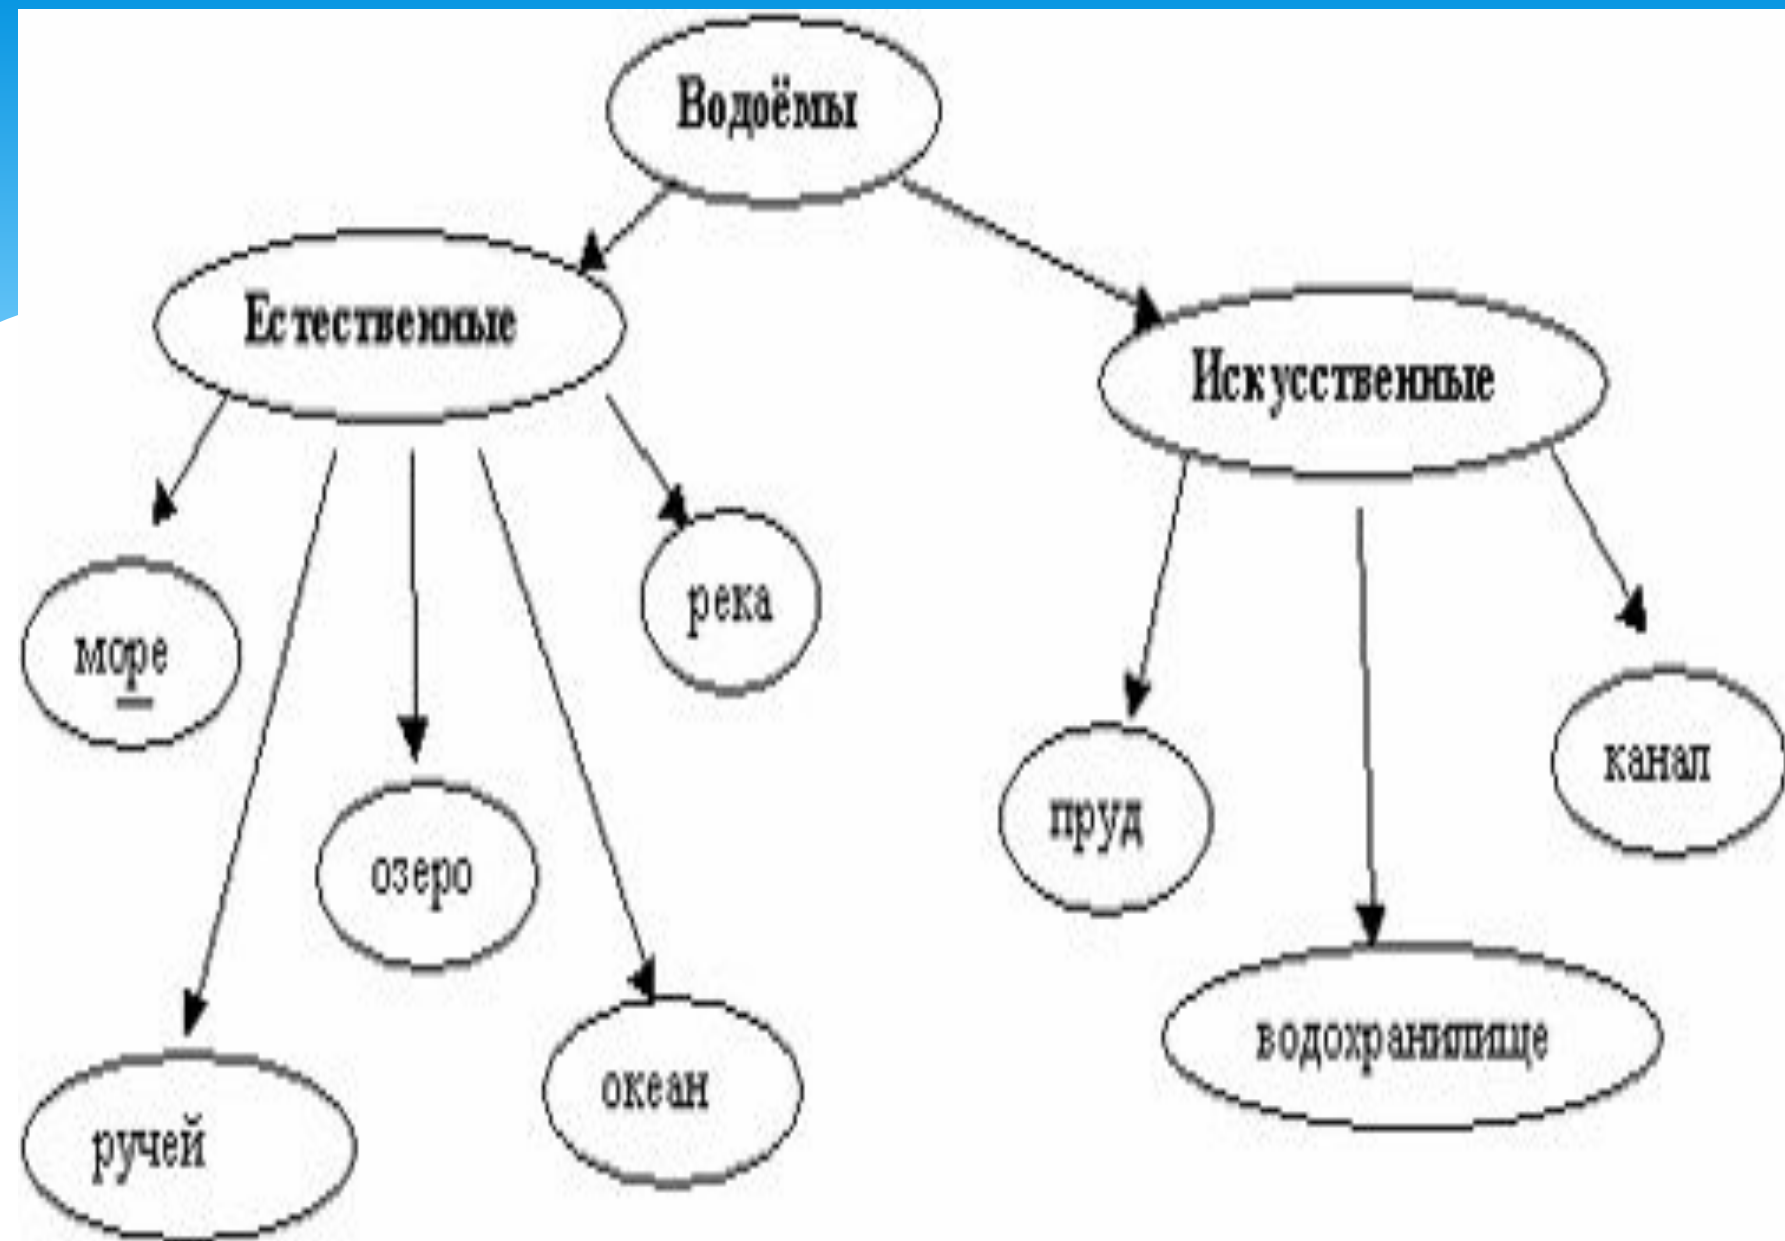 Водоёмы
Естественные
Искусственные
река
море
канал
пруд
озеро
водохранилище
океан
ручей